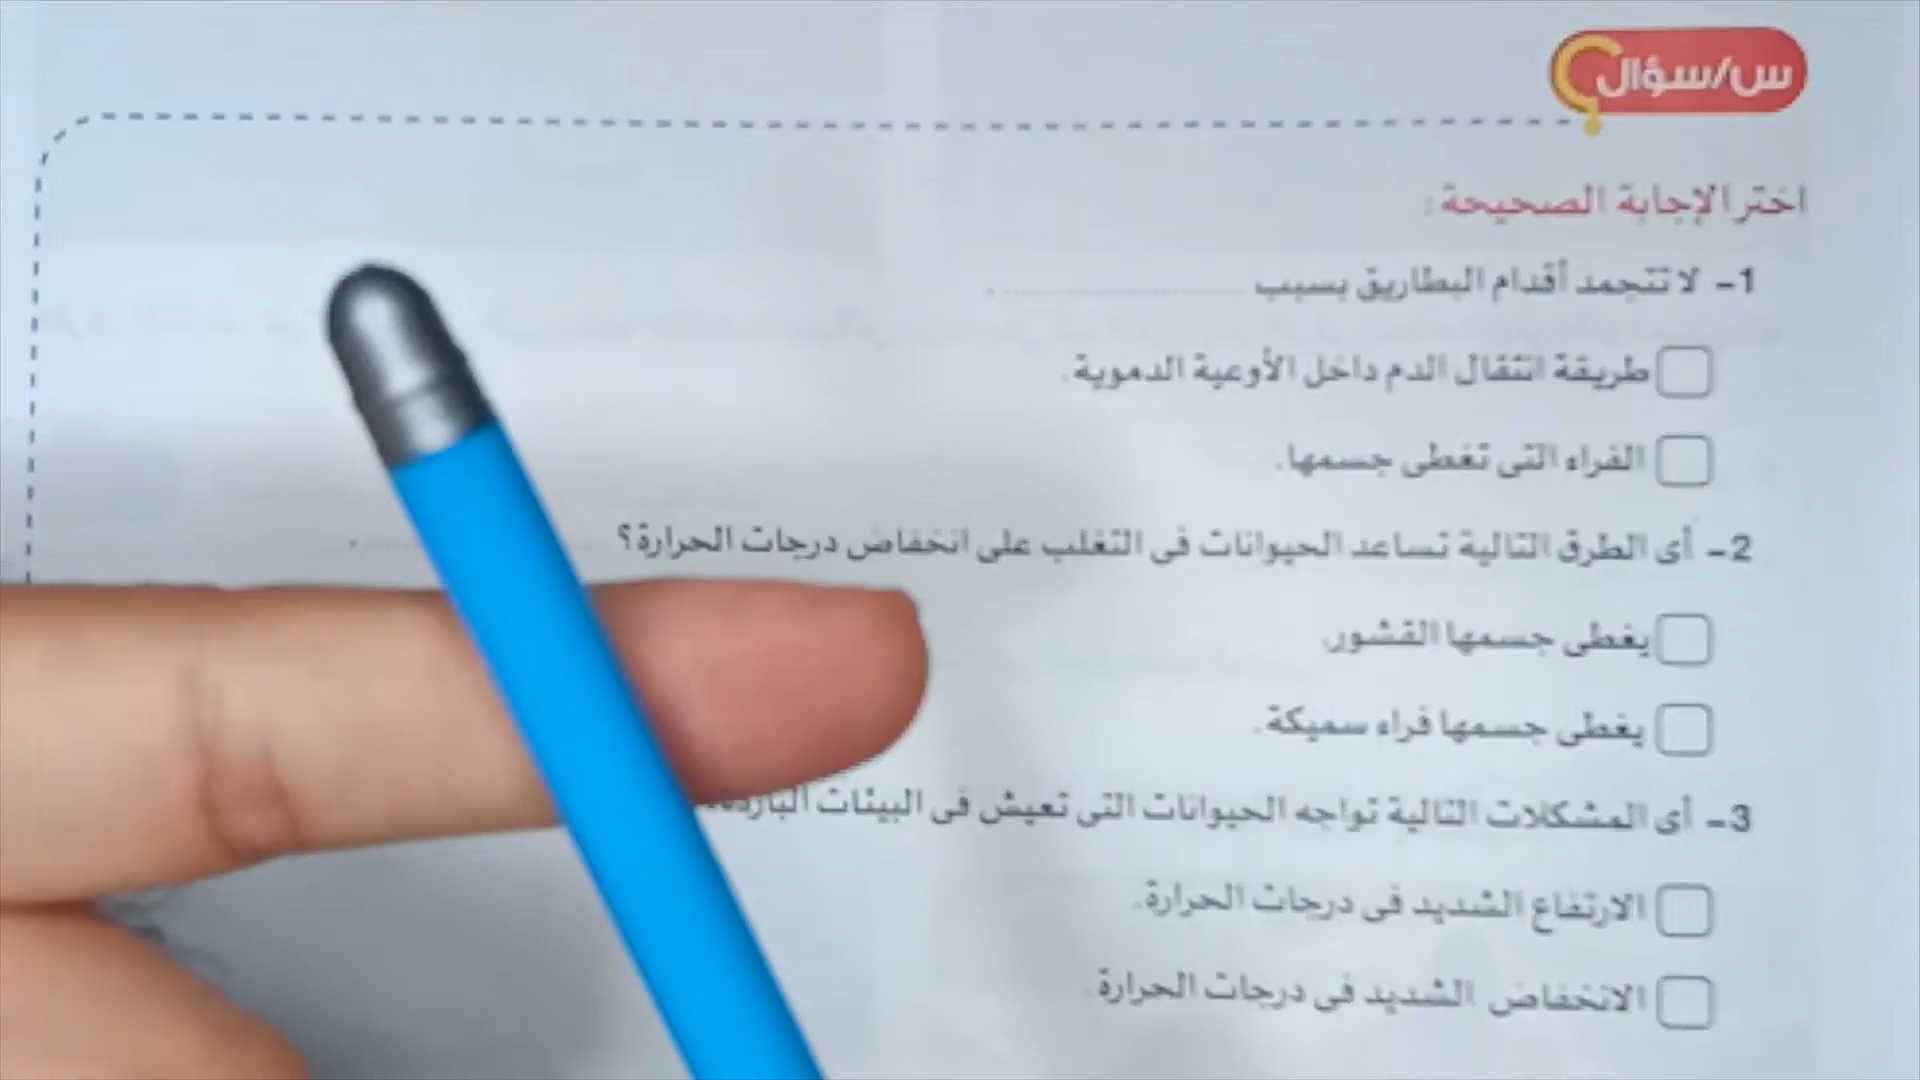 س/سؤال
اختر الإجابة الصحيحة:
1- لا تتجمد أقدام البطاريق بسبب .................... .
طريقة انتقال الدم داخل الأوعية الدموية.
الفراء التى تغطى جسمها.
2- أى الطرق التالية تساعد الحيوانات فى التغلب على انخفاض درجات الحرارة؟ .................... .
يغطى جسمها القشور.
يغطى جسمها فراء سميكة.
3- أى المشكلات التالية تواجه الحيوانات التى تعيش فى البيئات الباردة
الارتفاع الشديد فى درجات الحرارة.
الانخفاض الشديد فى درجات الحرارة.